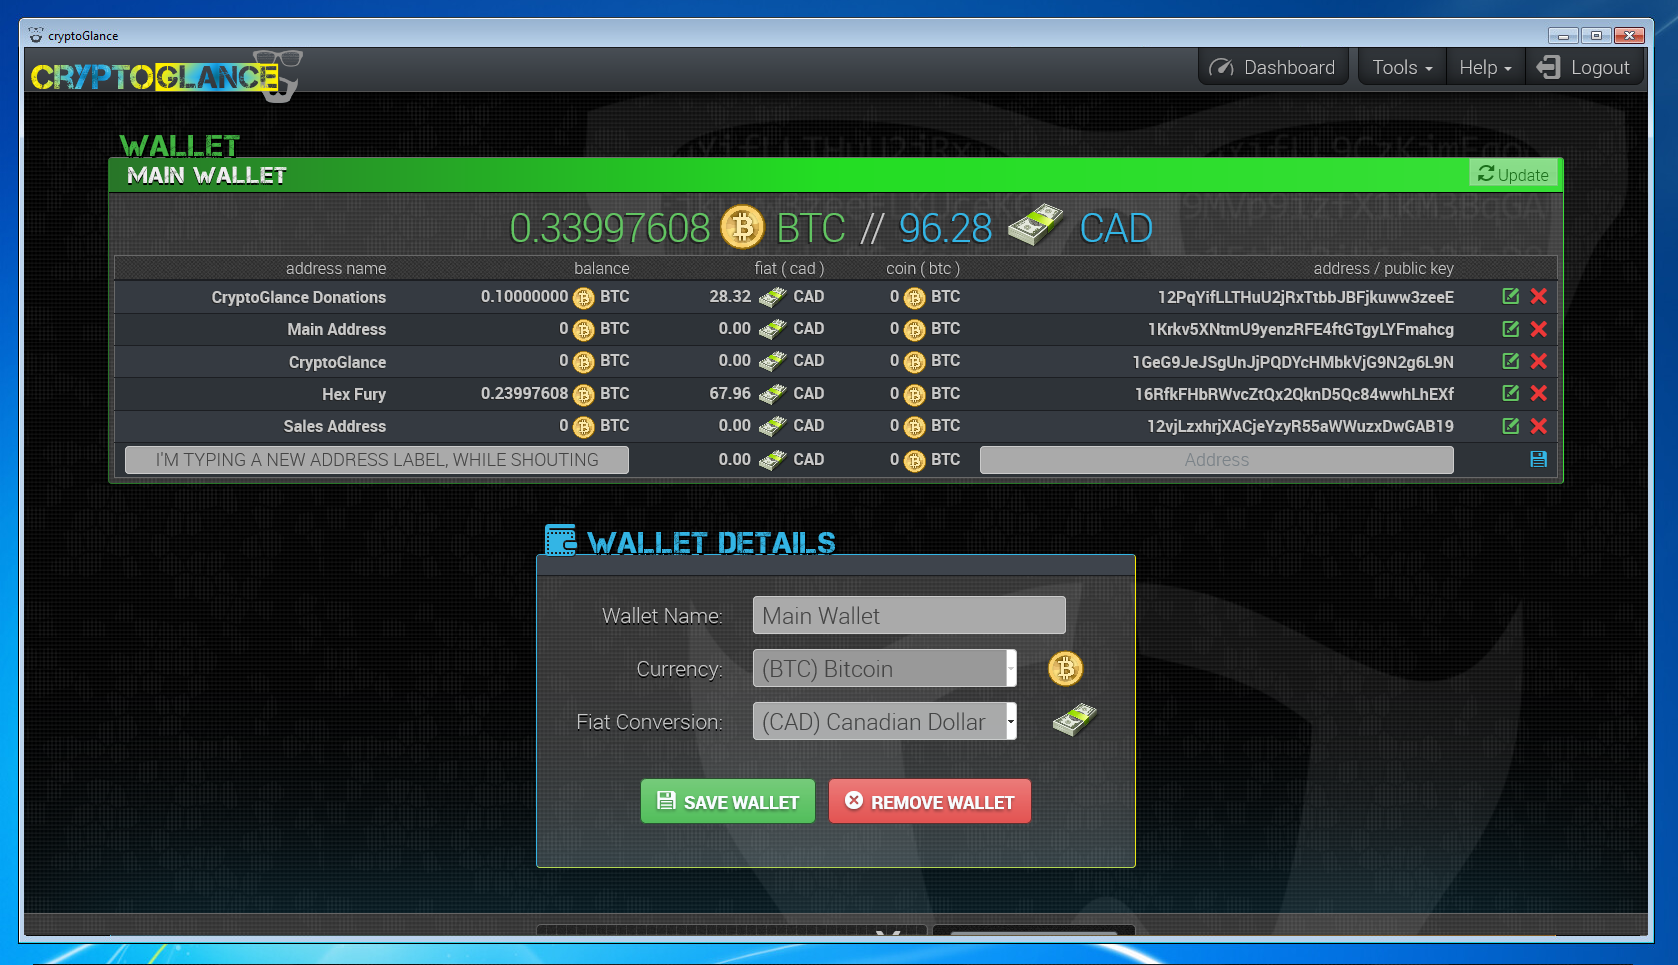 cryptoGlance
CRYPTOGLANCE
Dashboard Tools Help Logout
WALLET
MAIN WALLET Update
0.33997608 BTC // 96.28 CAD
address name balance fiat ( cad ) coin ( btc ) address / public key
CryptoGlance Donations 0.10000000 BTC 28.32 CAD 0 BTC 12PqYifLLTHuU2jRxTtbbJBFjkuww3zeeE
Main Address 0 BTC 0.00 CAD 0 BTC 1Krkv5XNtmU9yenzRFE4ftGTgyLYFmahcg
CryptoGlance 0 BTC 0.00 CAD 0 BTC 1GeG9JeJSgUnJjPQDYcHMbkVjG9N2g6L9N
Hex Fury 0.23997608 BTC 67.96 CAD 0 BTC 16RfkFHbRWvcZtQx2QknD5Qc84wwhLhEXf
Sales Address 0 BTC 0.00 CAD 0 BTC 12vjLzxhrjXACjeYzyR55aWWuzxDwGAB19
I'M TYPING A NEW ADDRESS LABEL, WHILE SHOUTING 0.00 CAD 0 BTC Address
WALLET DETAILS
Wallet Name: Main Wallet
Currency: (BTC) Bitcoin
Fiat Conversion: (CAD) Canadian Dollar
SAVE WALLET REMOVE WALLET